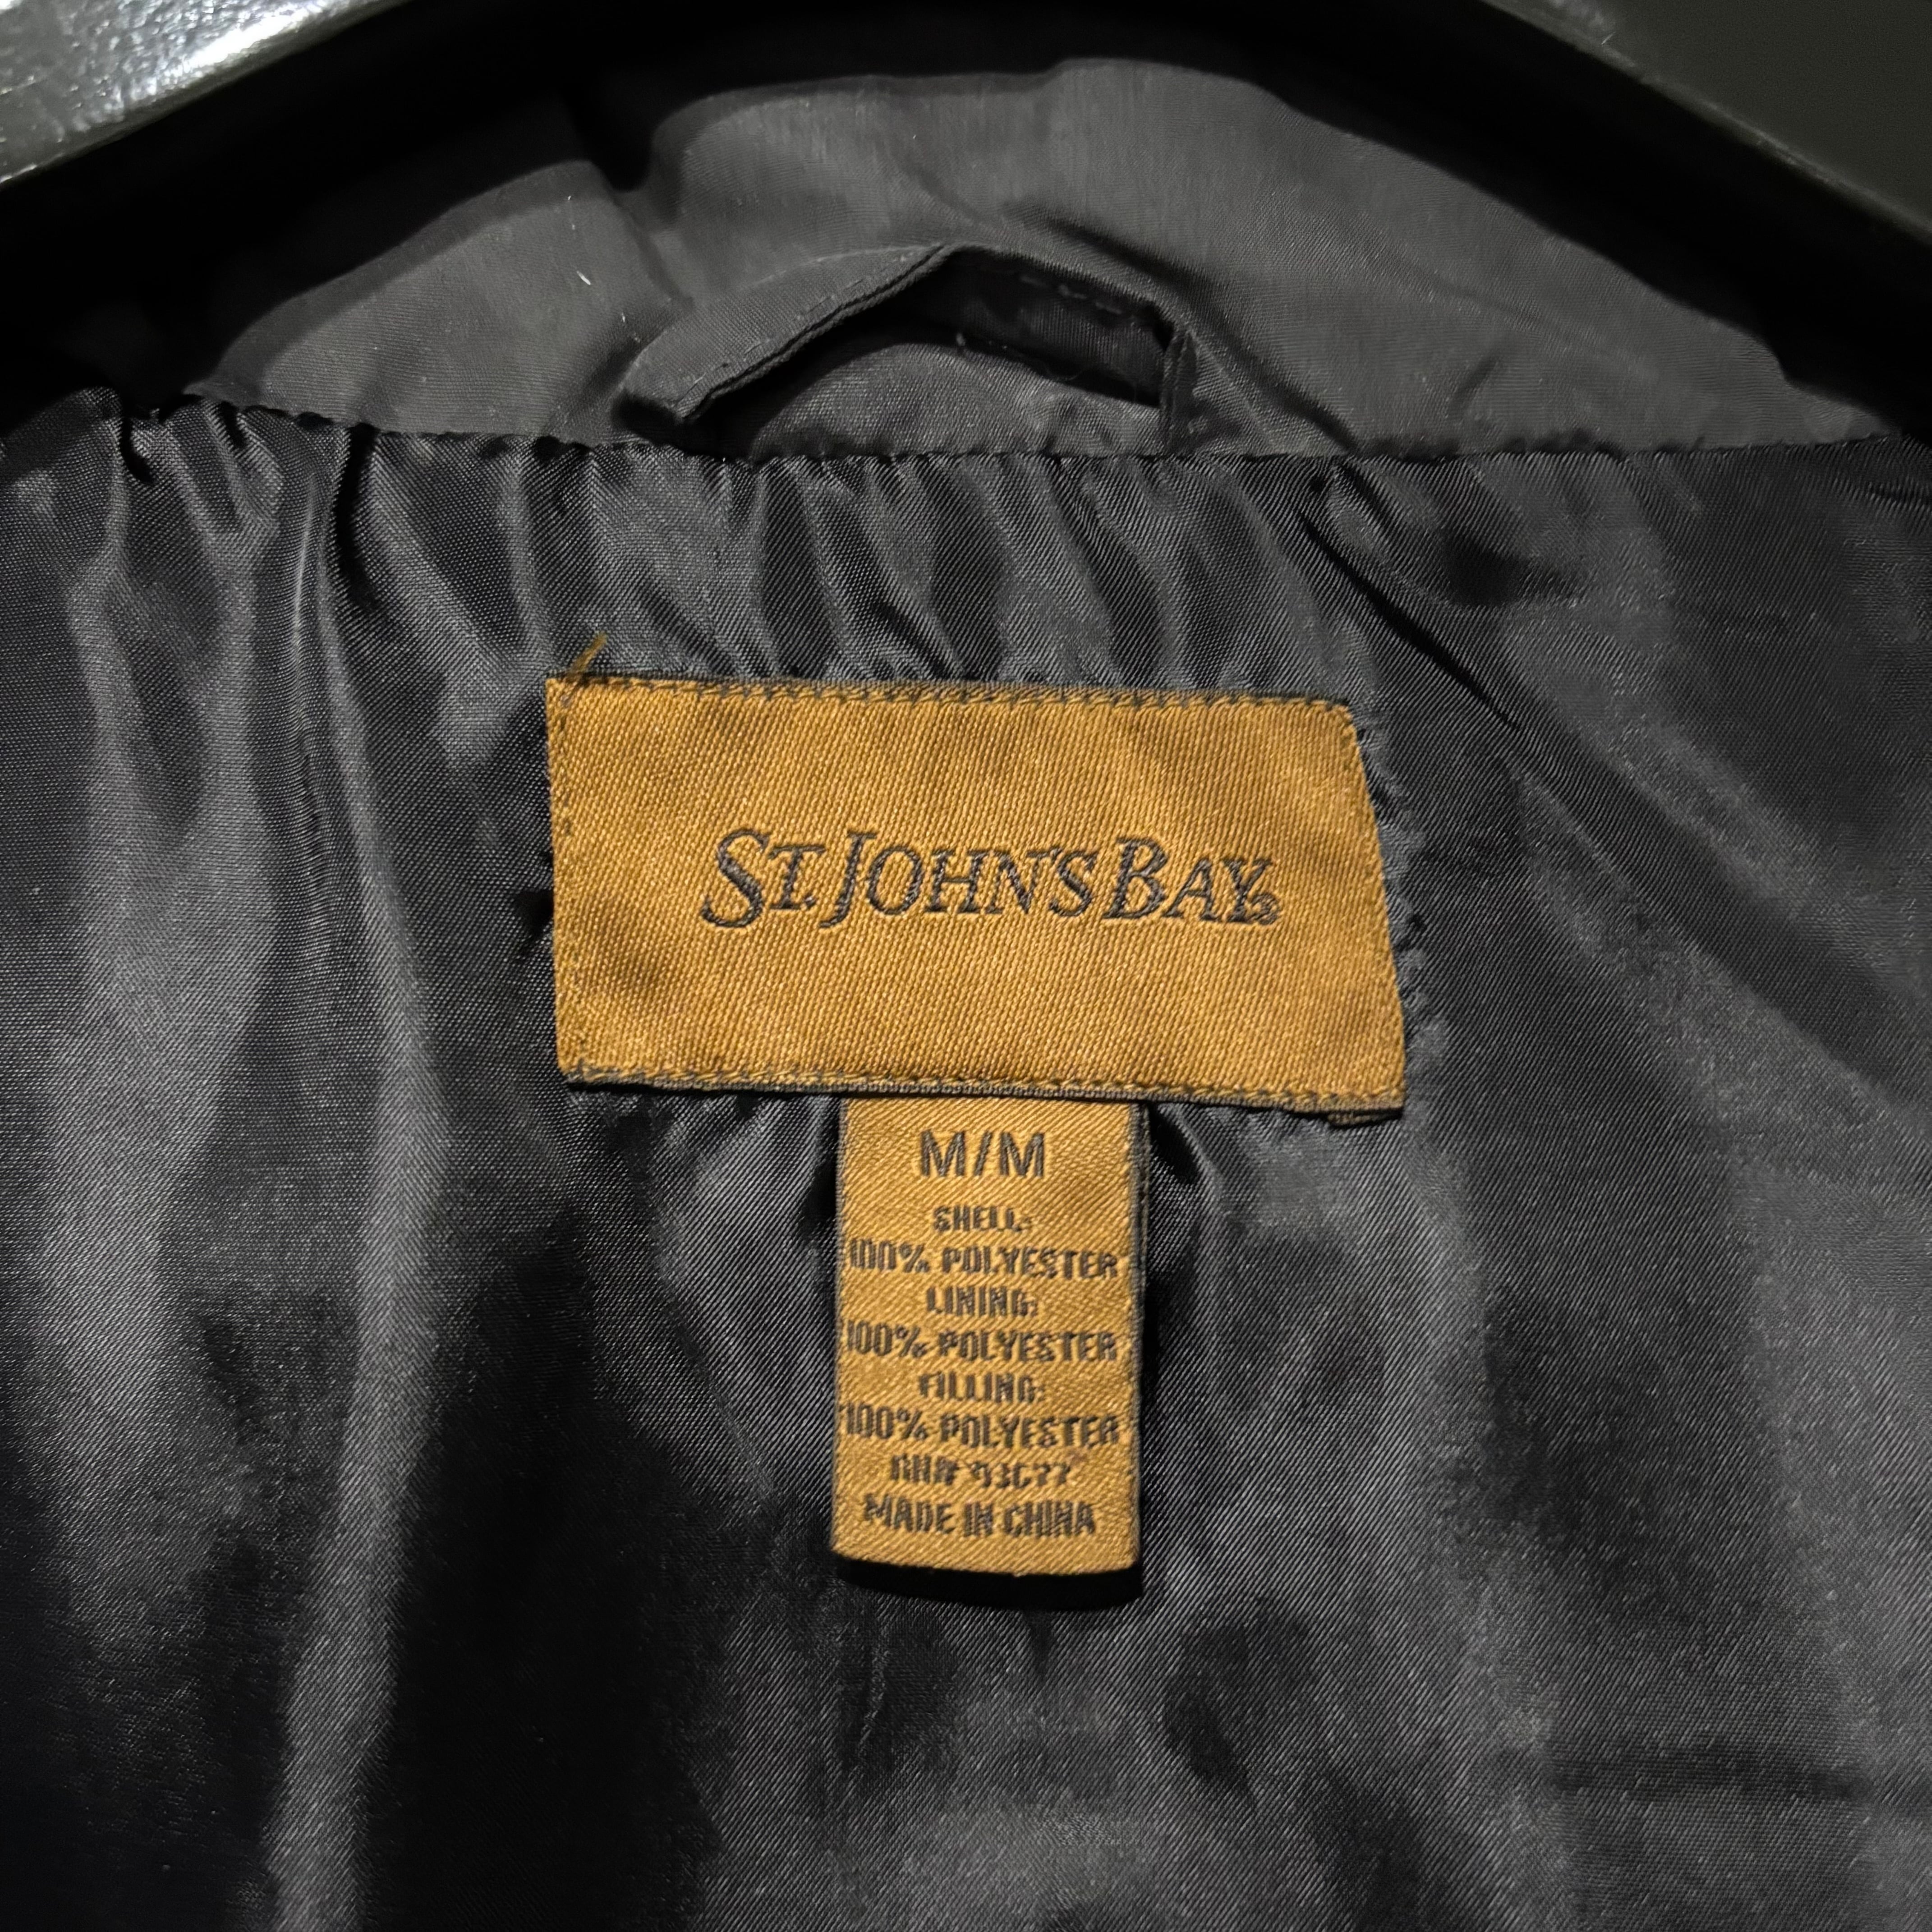 ST. JOHN'S BAY®
M/M
SHELL:
100% POLYESTER
LINING:
100% POLYESTER
FILLING:
100% POLYESTER
MADE IN CHINA